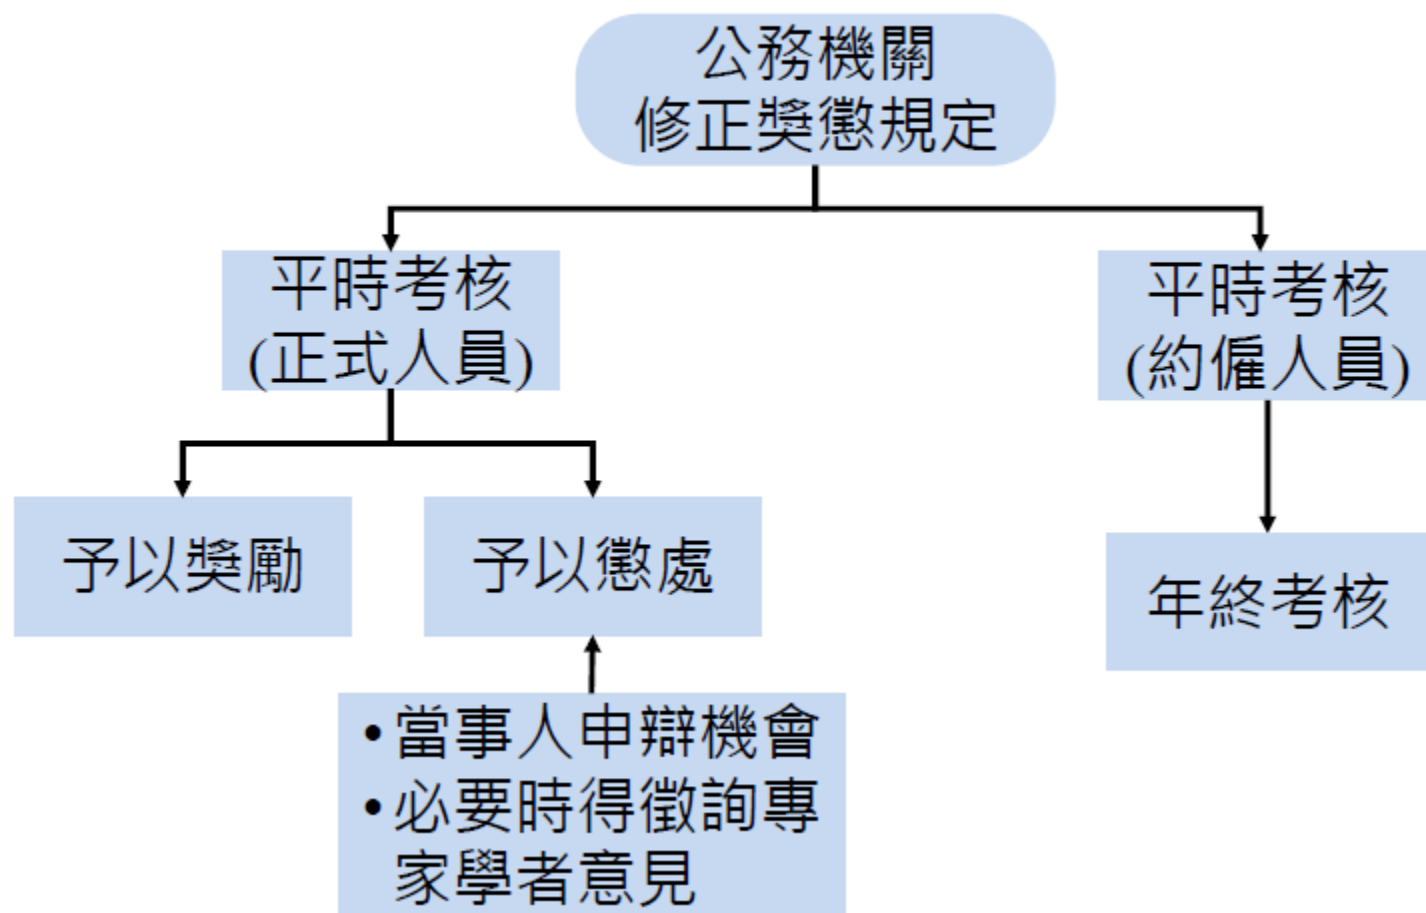 公務機關
修正獎懲規定
平時考核
(正式人員)
平時考核
(約僱人員)
予以獎勵
予以懲處
年終考核
•當事人申辯機會
•必要時得徵詢專
家學者意見